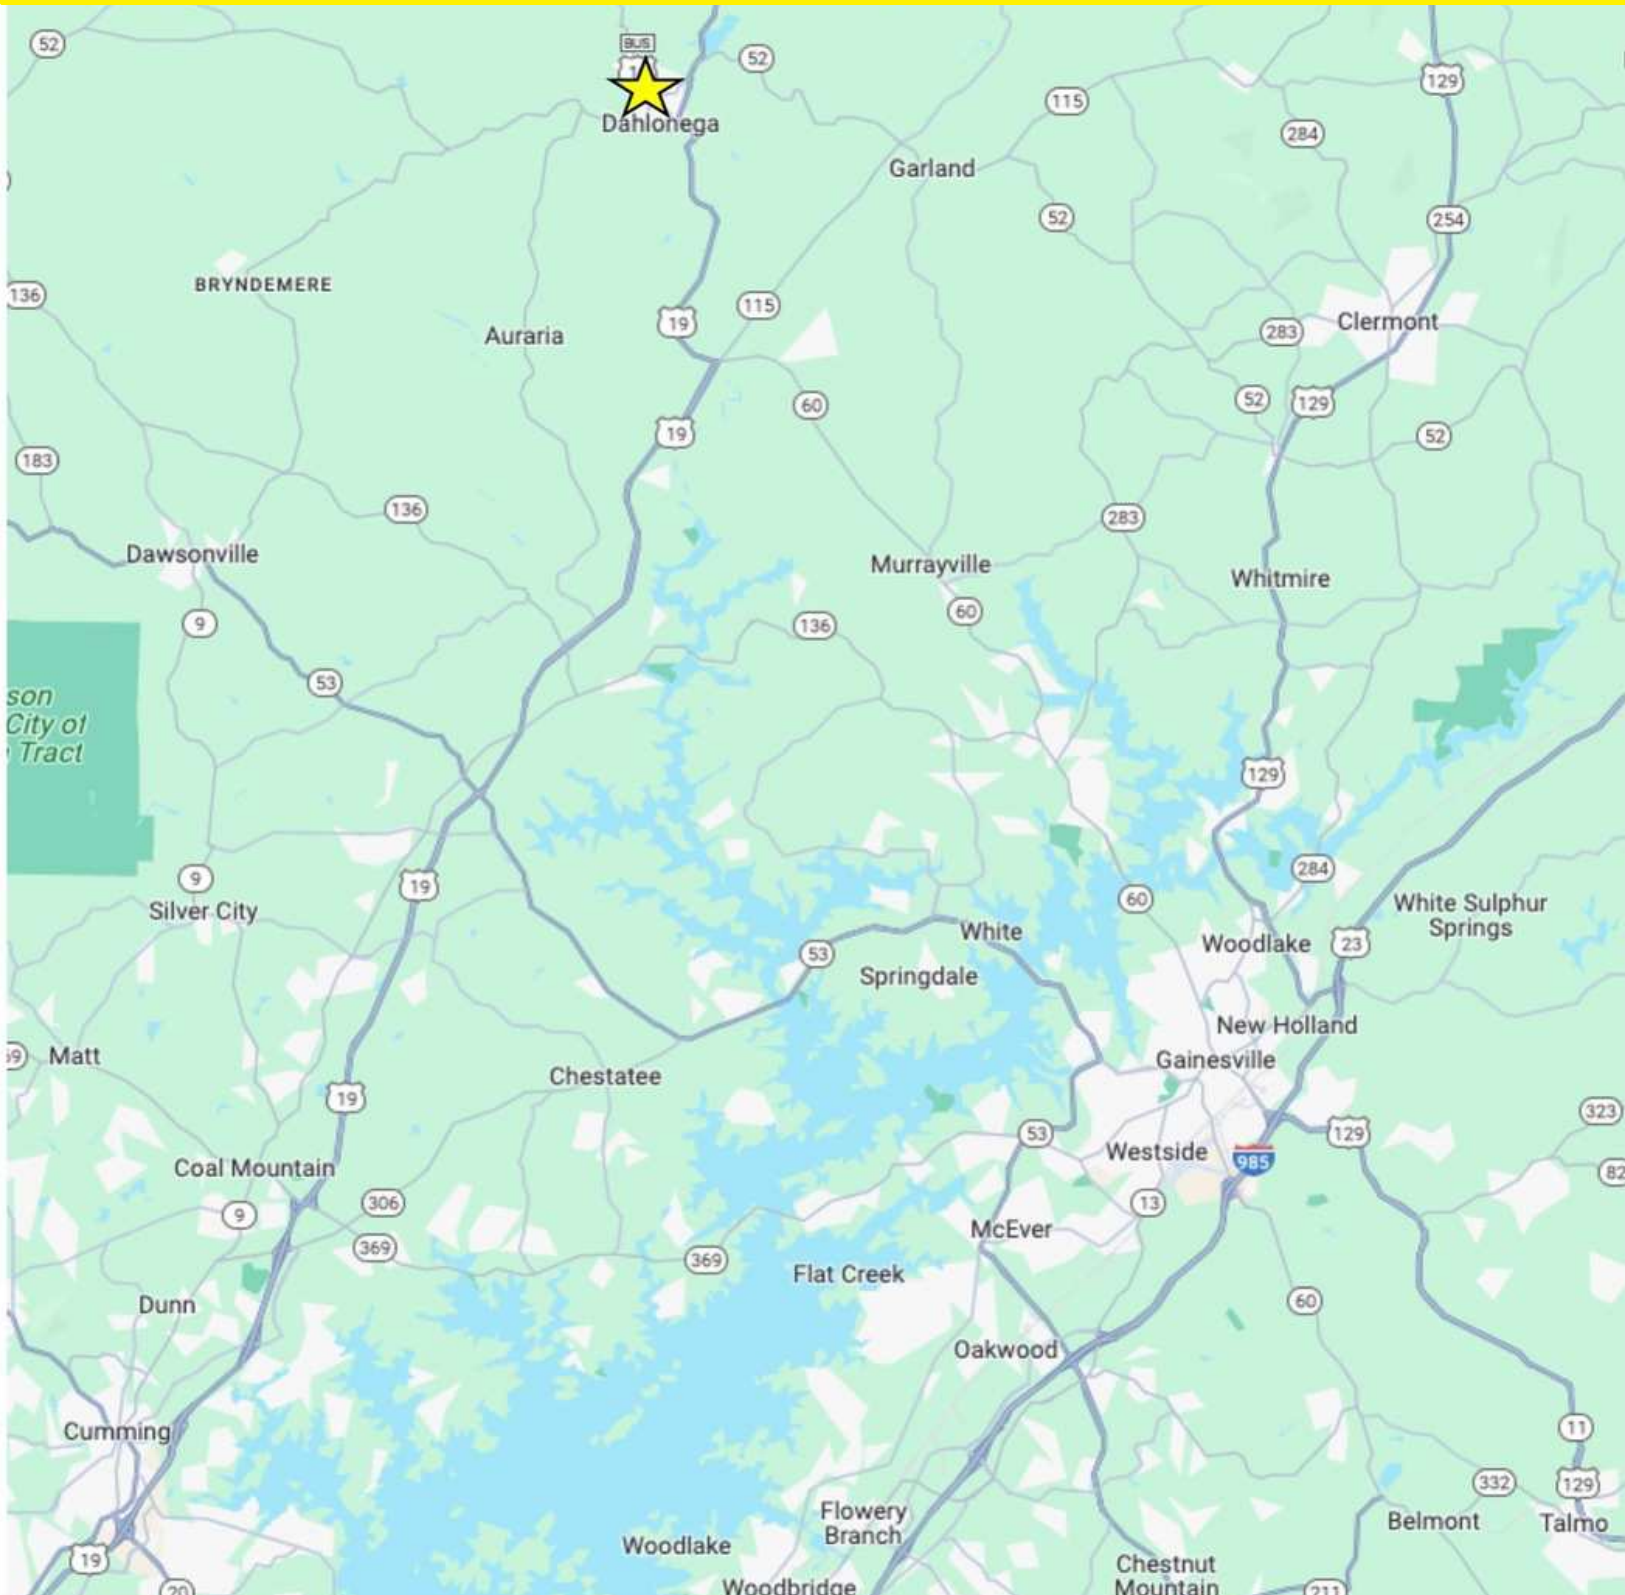 BUS
52
52
129
115
Dahlonega
284
Garland
52
254
BRYNDEMERE
136
115
19
Clermont
283
Auraria
52
129
60
19
52
183
136
283
Dawsonville
Murrayville
Whitmire
60
9
136
53
son
City of
Tract
129
284
9
19
60
Silver City
White Sulphur
Springs
White
Woodlake
23
53
Springdale
New Holland
Matt
Gainesville
Chestatee
19
323
53
129
Westside
985
Coal Mountain
306
13
9
McEver
369
369
Flat Creek
Dunn
60
Oakwood
11
Cumming
332
129
Flowery
Branch
Belmont
Talmo
Woodlake
19
Chestnut
Mountain
Woodbridge
20
211